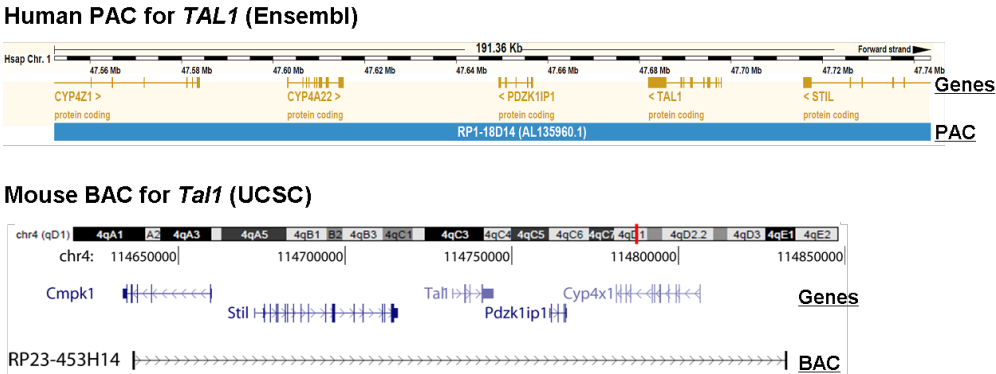 Human PAC for TAL1 (Ensembl)
191.36 Kb Forward strand
Hsap Chr. 1
47.56 Mb 47.58 Mb 47.60 Mb 47.62 Mb 47.64 Mb 47.66 Mb 47.68 Mb 47.70 Mb 47.72 Mb 47.74 Mb
Genes
CYP4Z1 > CYP4A22 > < PDZK1IP1 < TAL1 < STIL
protein coding protein coding protein coding protein coding protein coding
RP1-18D14 (AL135960.1) PAC
Mouse BAC for Tal1 (UCSC)
chr4 (qD1) 4qA1 A2 4qA3 4qA5 4qB1 B2 4qB3 4qC1 4qC3 4qC4 4qC5 4qC6 4qC7 4qD1 4qD2.2 4qD3 4qE1 4qE2
chr4: 114650000 114700000 114750000 114800000 114850000
Cmpk1 Tal1 Cyp4x1 Genes
Stil Pdzk1ip1
RP23-453H14 BAC